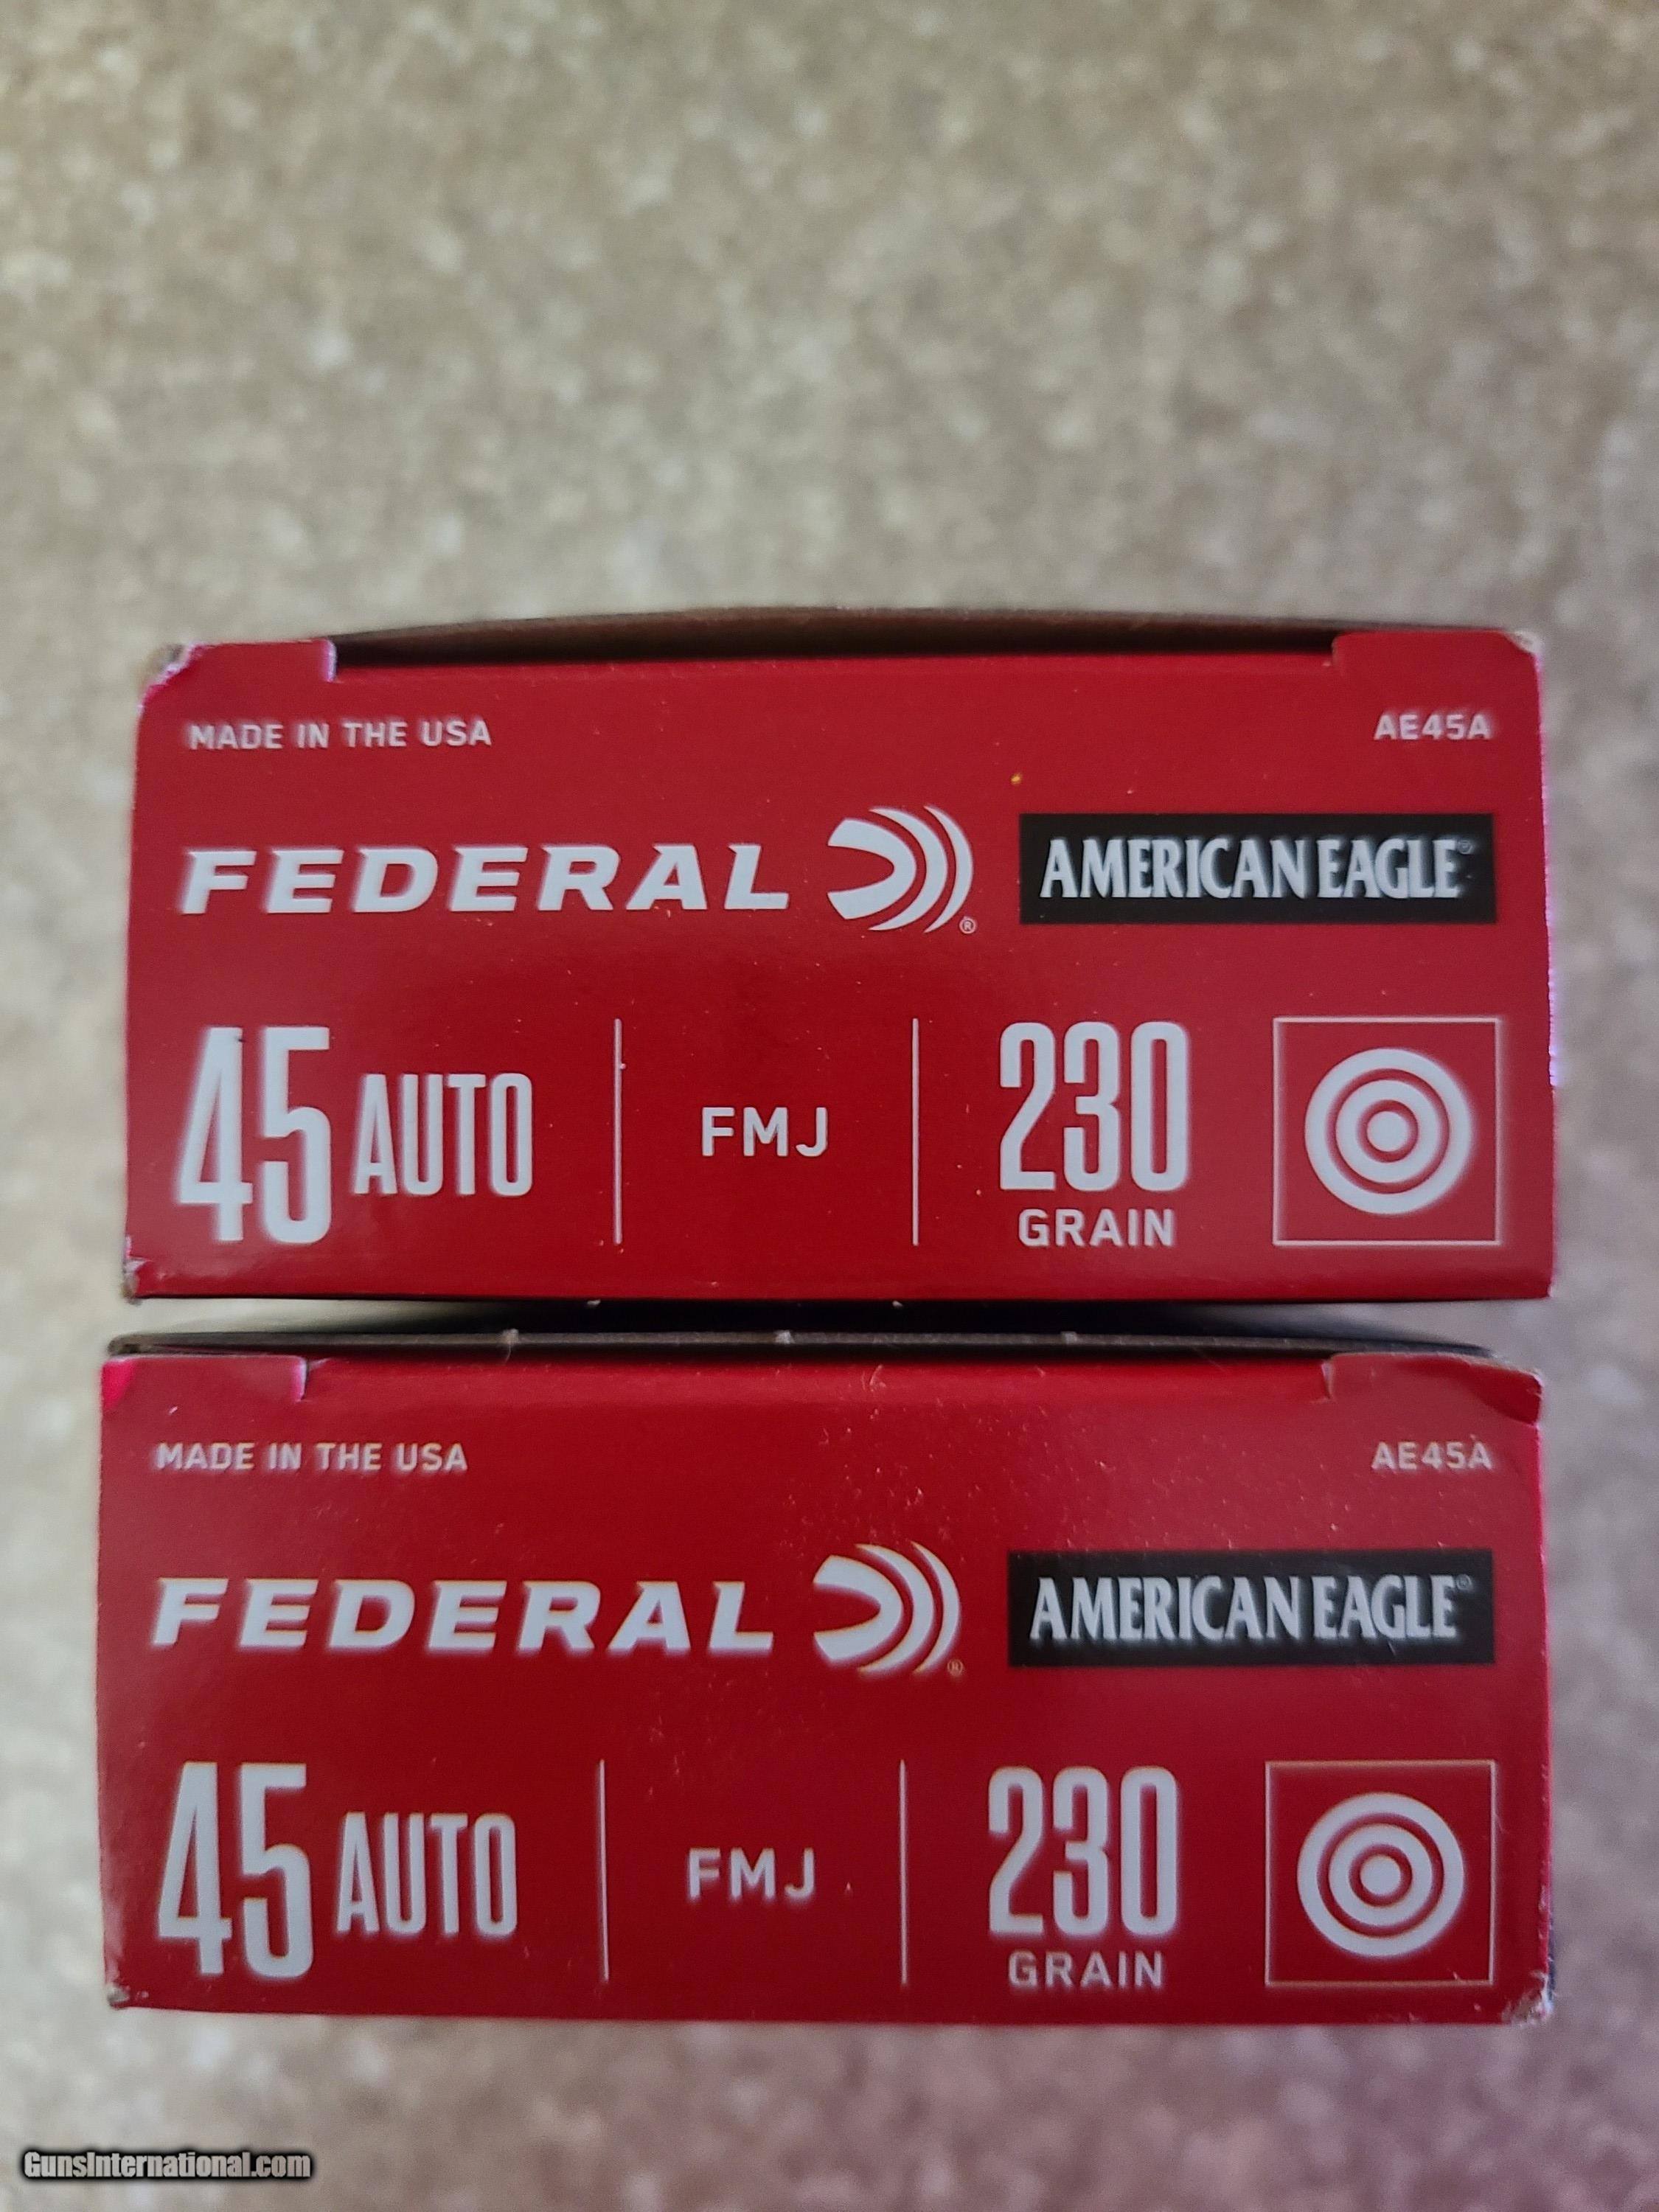 MADE IN THE USA AE45A
FEDERAL ® AMERICAN EAGLE®
45 AUTO FMJ 230
GRAIN
MADE IN THE USA AE45A
FEDERAL ® AMERICAN EAGLE®
45 AUTO FMJ 230
GRAIN
GunsInternational.com